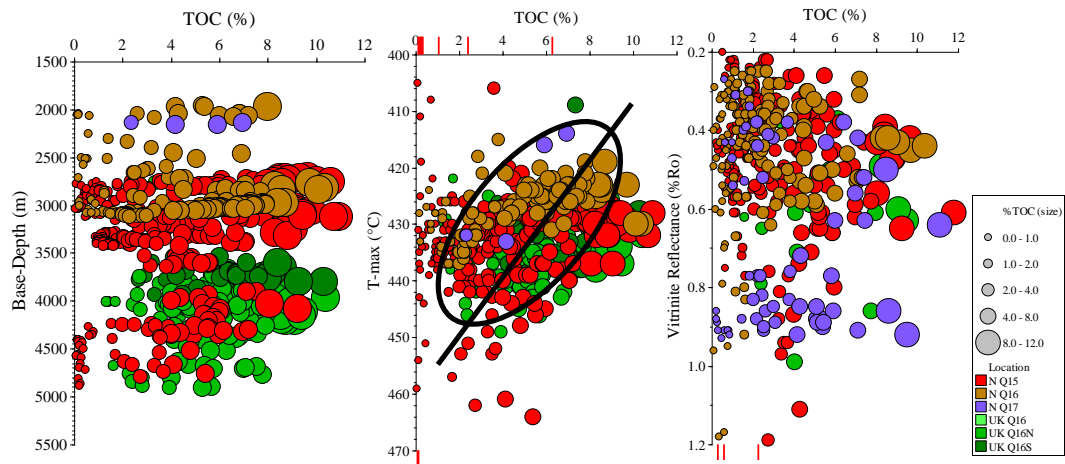 TOC (%)
0 2 4 6 8 10 12
1500
2000
2500
3000
3500
4000
4500
5000
5500
Base-Depth (m)
TOC (%)
0 2 4 6 8 10 12
400
410
420
430
440
450
460
470
T-max (°C)
TOC (%)
0 2 4 6 8 10 12
0.2
0.4
0.6
0.8
1.0
1.2
Vitrinite Reflectance (%Ro)
%TOC (size)
0.0 - 1.0
1.0 - 2.0
2.0 - 4.0
4.0 - 8.0
8.0 - 12.0
Location
N Q15
N Q16
N Q17
UK Q16
UK Q16N
UK Q16S